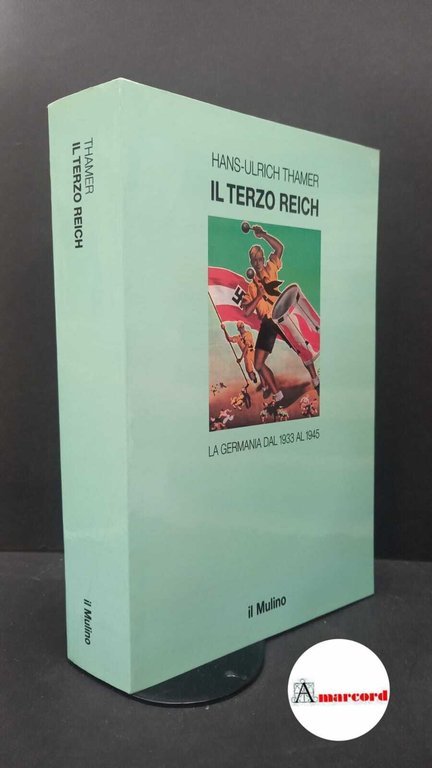 THAMER
IL TERZO REICH
il Mulino
HANS-ULRICH THAMER
IL TERZO REICH
LA GERMANIA DAL 1933 AL 1945
il Mulino
Amarcord